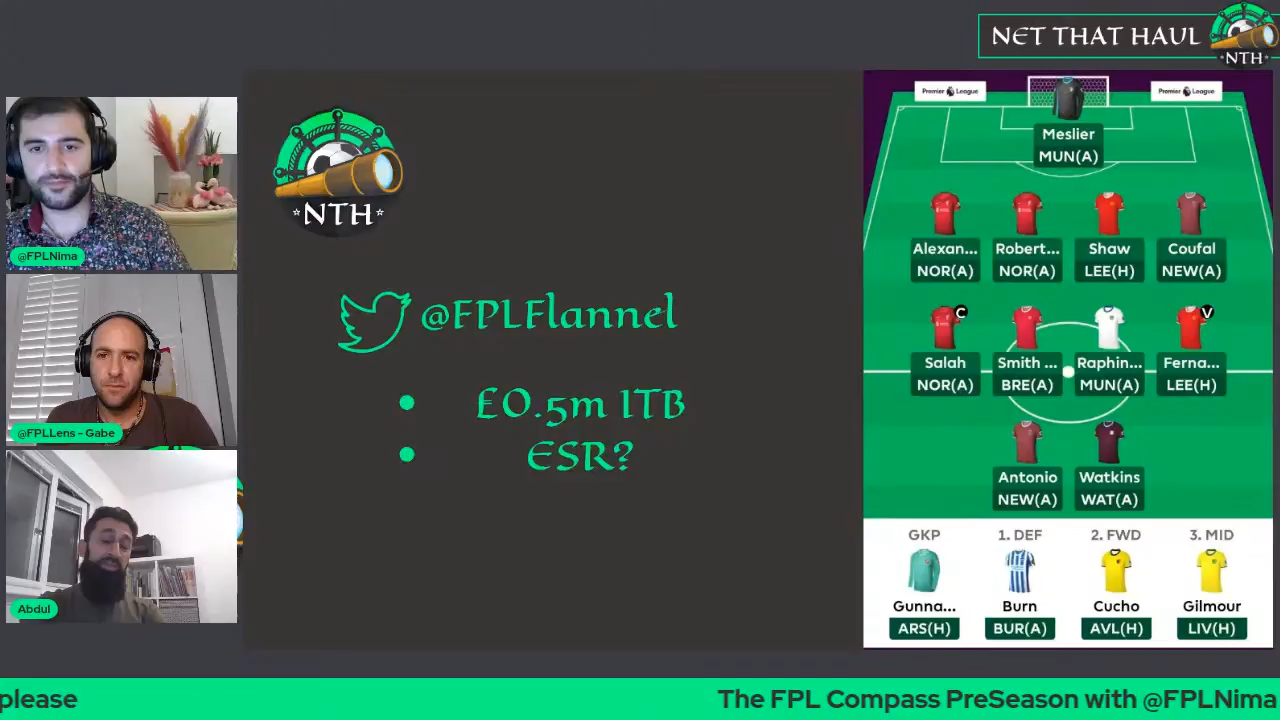 NET THAT HAUL
NTH
@FPLNima
@FPLLens - Gabe
Abdul
NTH
@FPLFlannel
£0.5m ITB
ESR?
Premier League
Premier League
Meslier
MUN(A)
Alexan... Robert... Shaw Coufal
NOR(A) NOR(A) LEE(H) NEW(A)
C V
Salah Smith ... Raphin... Ferna...
NOR(A) BRE(A) MUN(A) LEE(H)
Antonio Watkins
NEW(A) WAT(A)
GKP 1. DEF 2. FWD 3. MID
Gunna... Burn Cucho Gilmour
ARS(H) BUR(A) AVL(H) LIV(H)
please The FPL Compass PreSeason with @FPLNima